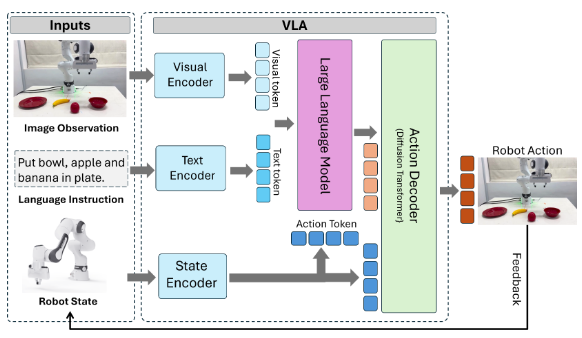 Inputs
VLA
Image Observation
Put bowl, apple and
banana in plate.
Language Instruction
Robot State
Visual
Encoder
Text
Encoder
State
Encoder
Visual token
Text token
Action Token
Large Language Model
Action Decoder
(Diffusion Transformer)
Robot Action
Feedback